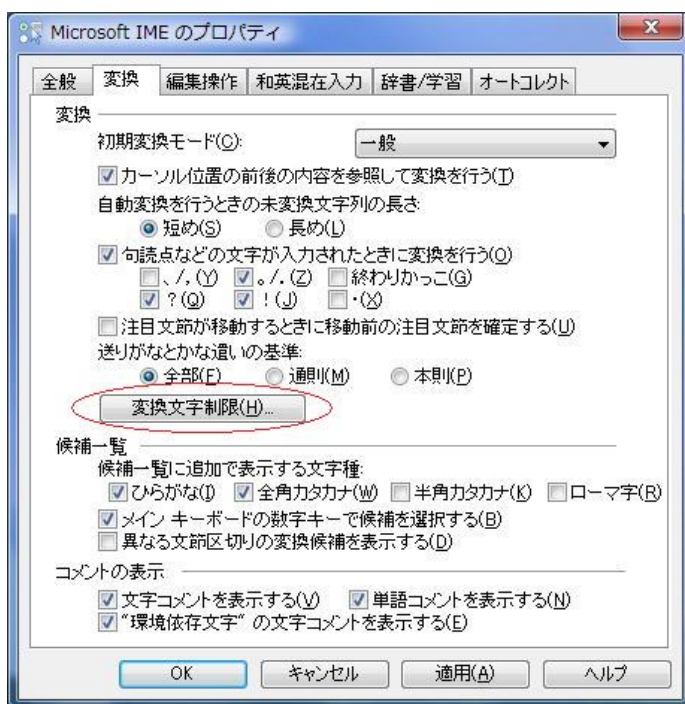 Microsoft IME のプロパティ
全般 変換 編集操作 和英混在入力 辞書/学習 オートコレクト
変換
初期変換モード(C): 一般
カーソル位置の前後の内容を参照して変換を行う(T)
自動変換を行うときの未変換文字列の長さ:
短め(S) 長め(L)
句読点などの文字が入力されたときに変換を行う(O)
、/,(Y) 。/.(Z) 終わりかっこ(G)
?(Q) !(J) ・(X)
注目文節が移動するときに移動前の注目文節を確定する(U)
送りがなとかな遣いの基準:
全部(F) 通則(M) 本則(P)
変換文字制限(H)...
候補一覧
候補一覧に追加で表示する文字種:
ひらがな(I) 全角カタカナ(W) 半角カタカナ(K) ローマ字(R)
メイン キーボードの数字キーで候補を選択する(B)
異なる文節区切りの変換候補を表示する(D)
コメントの表示
文字コメントを表示する(V) 単語コメントを表示する(N)
"環境依存文字" の文字コメントを表示する(E)
OK キャンセル 適用(A) ヘルプ